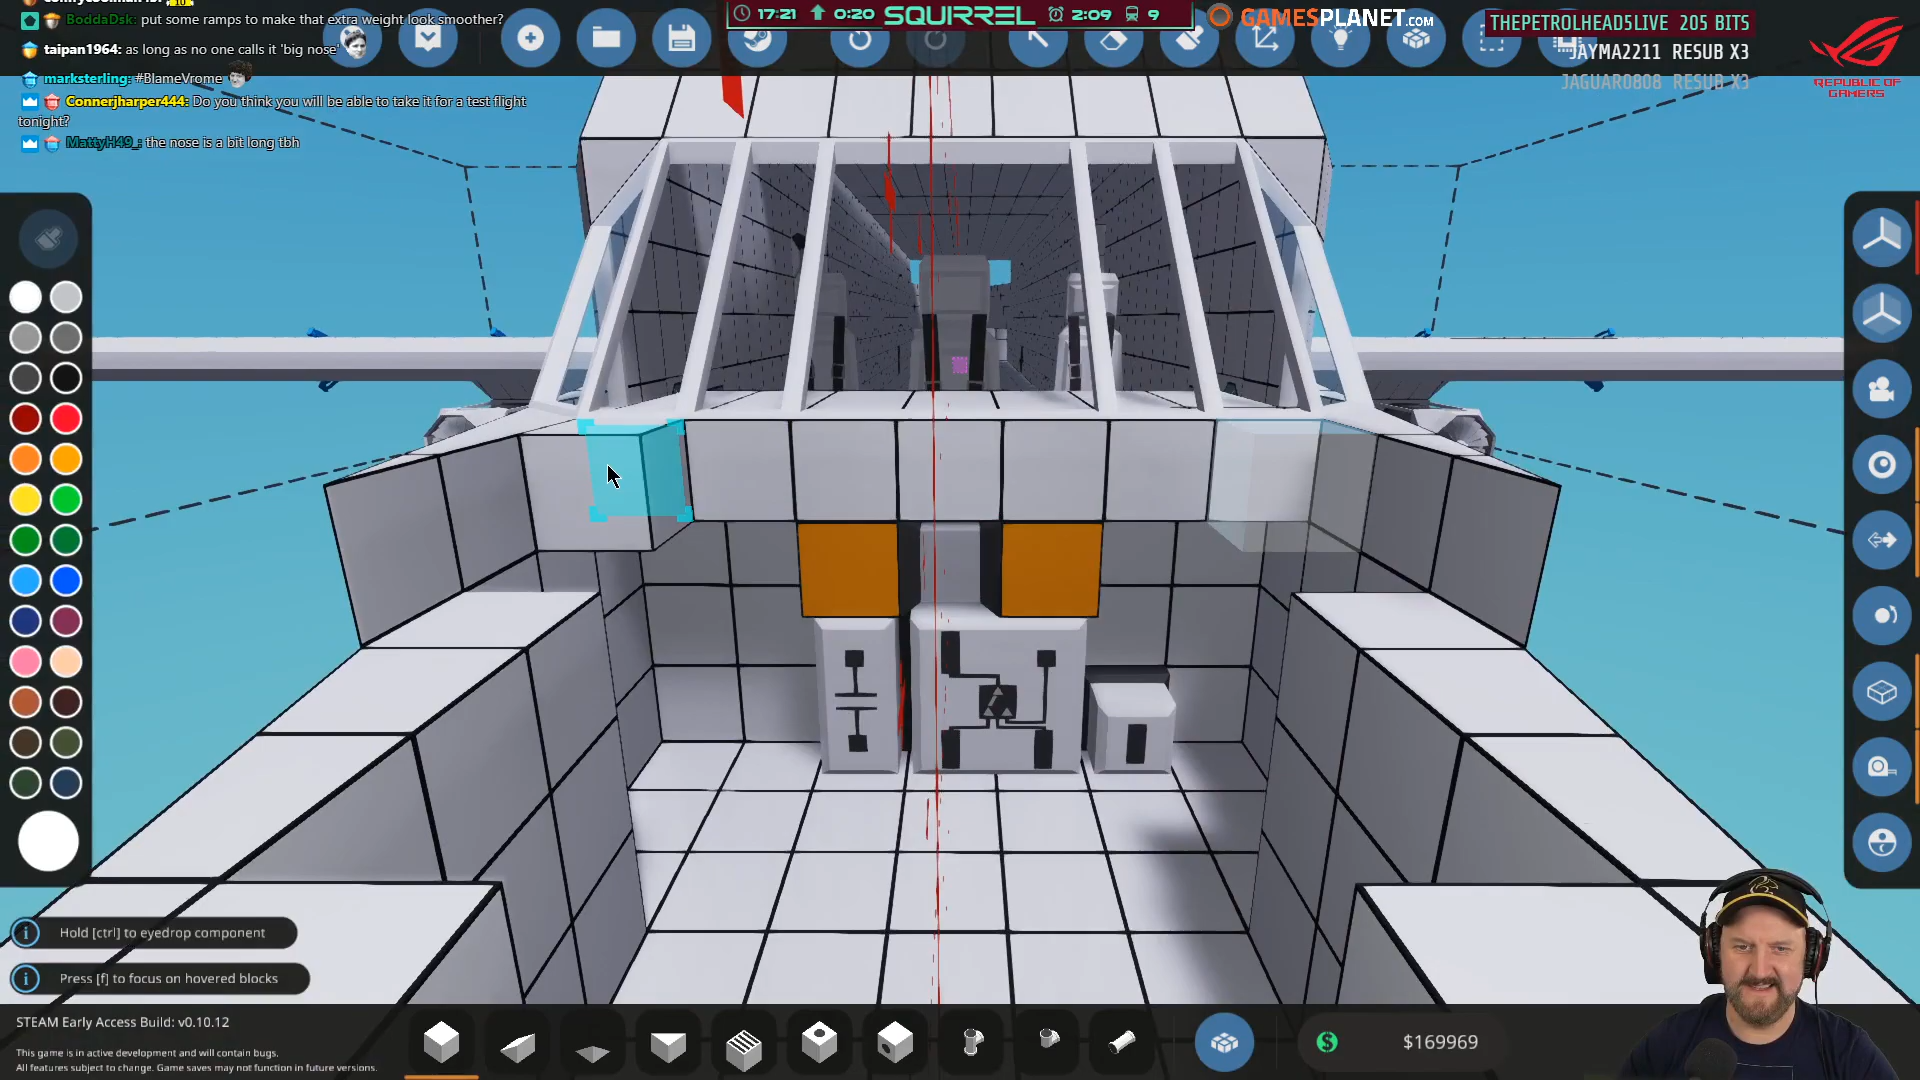 BoddaDsk: put some ramps to make that extra weight look smoother?
taipan1964: as long as no one calls it 'big nose'
marksterling: #BlameVrome
Connerjharper444: Do you think you will be able to take it for a test flight
tonight?
MattyH49_: the nose is a bit long tbh
17:21 0:20 SQUIRREL 2:09 9
GAMESPLANET.COM
THEPETROLHEAD5LIVE 205 BITS
JAYMA2211 RESUB X3
JAGUAR0808 RESUB X3
REPUBLIC OF
GAMERS
Hold [ctrl] to eyedrop component
Press [f] to focus on hovered blocks
STEAM Early Access Build: v0.10.12
This game is in active development and will contain bugs.
All features subject to change. Game saves may not function in future versions.
$169969